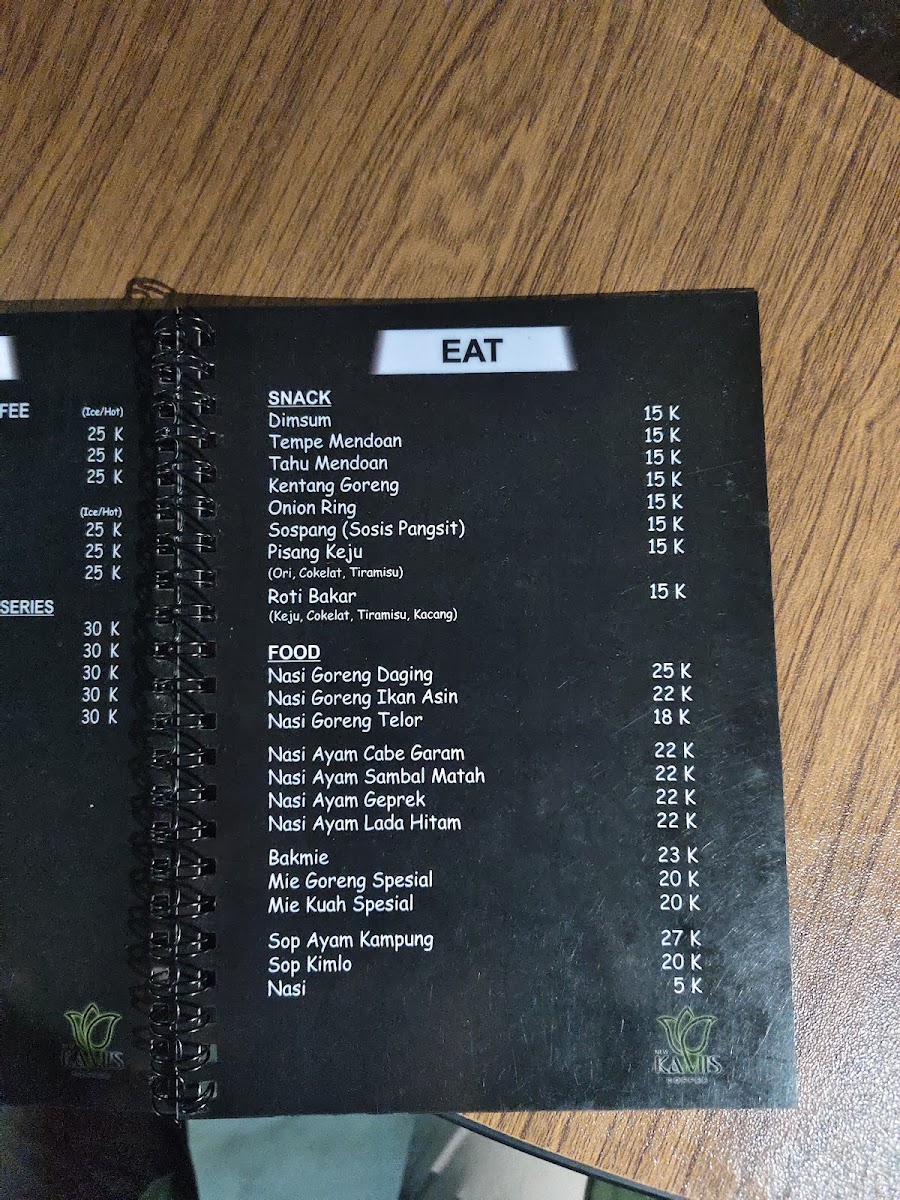 FEE (Ice/Hot)
25 K
25 K
25 K
(Ice/Hot)
25 K
25 K
25 K
SERIES
30 K
30 K
30 K
30 K
30 K
KAMIS
EAT
SNACK
Dimsum 15 K
Tempe Mendoan 15 K
Tahu Mendoan 15 K
Kentang Goreng 15 K
Onion Ring 15 K
Sospang (Sosis Pangsit) 15 K
Pisang Keju 15 K
(Ori, Cokelat, Tiramisu)
Roti Bakar 15 K
(Keju, Cokelat, Tiramisu, Kacang)
FOOD
Nasi Goreng Daging 25 K
Nasi Goreng Ikan Asin 22 K
Nasi Goreng Telor 18 K
Nasi Ayam Cabe Garam 22 K
Nasi Ayam Sambal Matah 22 K
Nasi Ayam Geprek 22 K
Nasi Ayam Lada Hitam 22 K
Bakmie 23 K
Mie Goreng Spesial 20 K
Mie Kuah Spesial 20 K
Sop Ayam Kampung 27 K
Sop Kimlo 20 K
Nasi 5 K
NEW
KAMIS